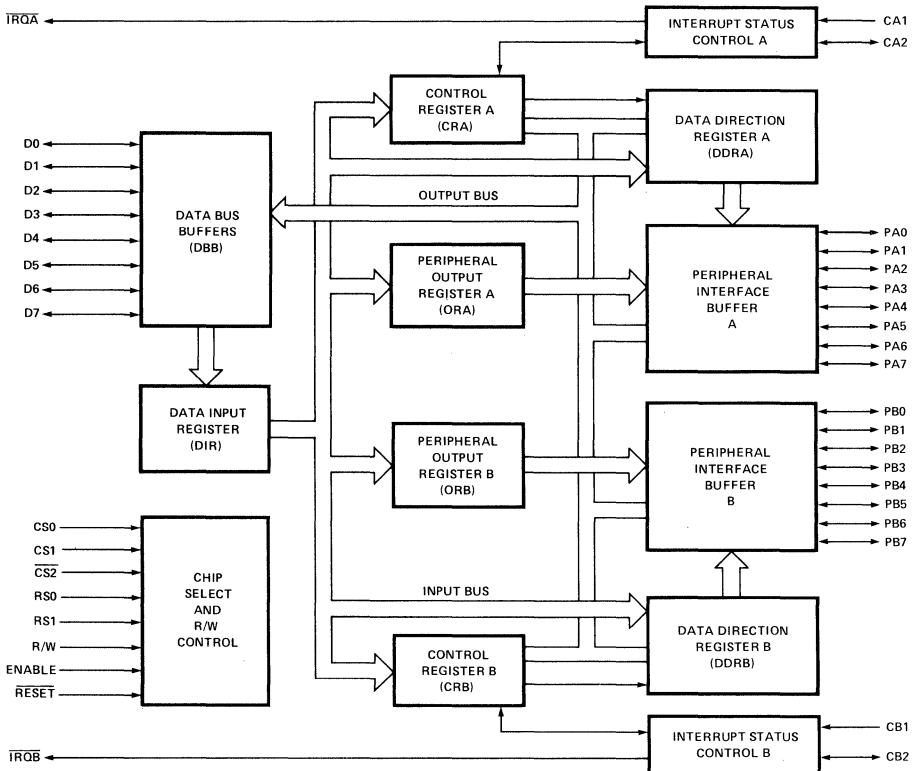 IRQA
INTERRUPT STATUS
CONTROL A
CA1
CA2
CONTROL
REGISTER A
(CRA)
DATA DIRECTION
REGISTER A
(DDRA)
D0
D1
D2
D3
D4
D5
D6
D7
DATA BUS
BUFFERS
(DBB)
OUTPUT BUS
PERIPHERAL
OUTPUT
REGISTER A
(ORA)
PERIPHERAL
INTERFACE
BUFFER
A
PA0
PA1
PA2
PA3
PA4
PA5
PA6
PA7
DATA INPUT
REGISTER
(DIR)
PERIPHERAL
OUTPUT
REGISTER B
(ORB)
PERIPHERAL
INTERFACE
BUFFER
B
PB0
PB1
PB2
PB3
PB4
PB5
PB6
PB7
CS0
CS1
CS2
RS0
RS1
R/W
ENABLE
RESET
CHIP
SELECT
AND
R/W
CONTROL
INPUT BUS
CONTROL
REGISTER B
(CRB)
DATA DIRECTION
REGISTER B
(DDRB)
INTERRUPT STATUS
CONTROL B
CB1
CB2
IRQB